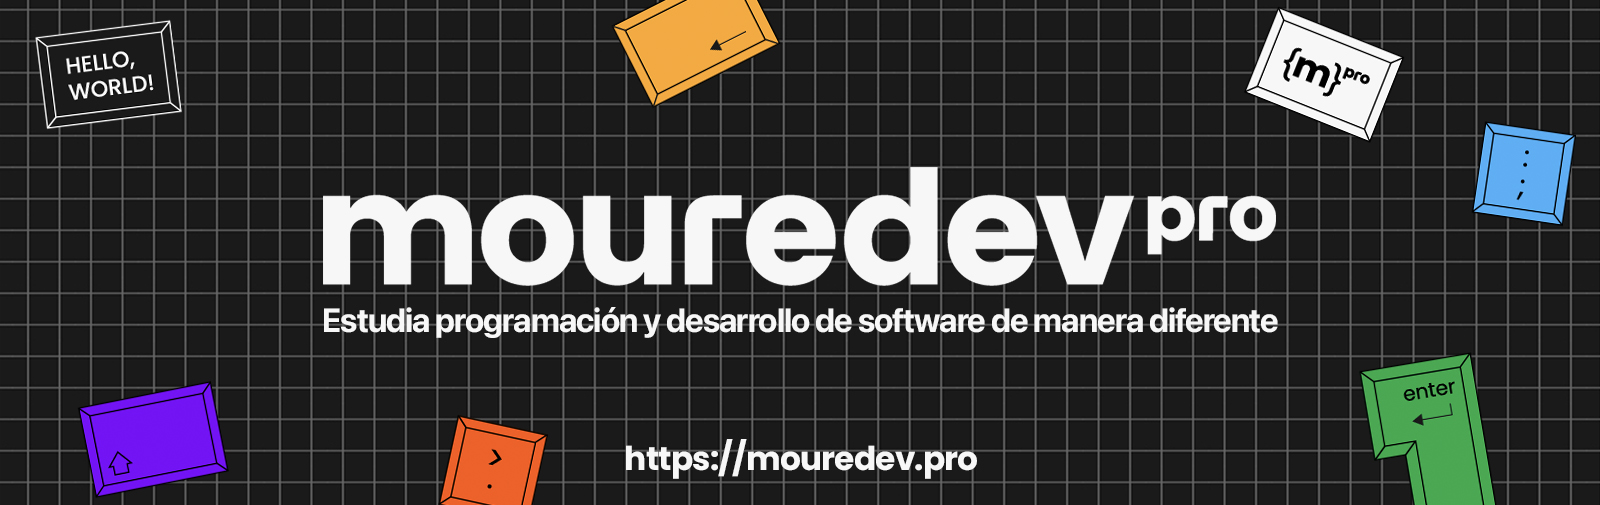 HELLO,
WORLD!
{m}pro
:
;
mouredev pro
Estudia programación y desarrollo de software de manera diferente
enter
>
.
https://mouredev.pro